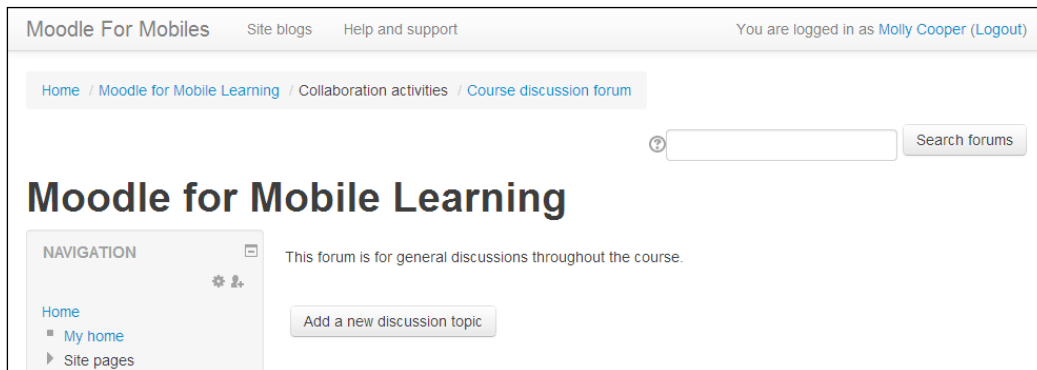 Moodle For Mobiles Site blogs Help and support You are logged in as Molly Cooper (Logout)
Home / Moodle for Mobile Learning / Collaboration activities / Course discussion forum
Search forums
Moodle for Mobile Learning
NAVIGATION
This forum is for general discussions throughout the course.
Home
Add a new discussion topic
My home
Site pages